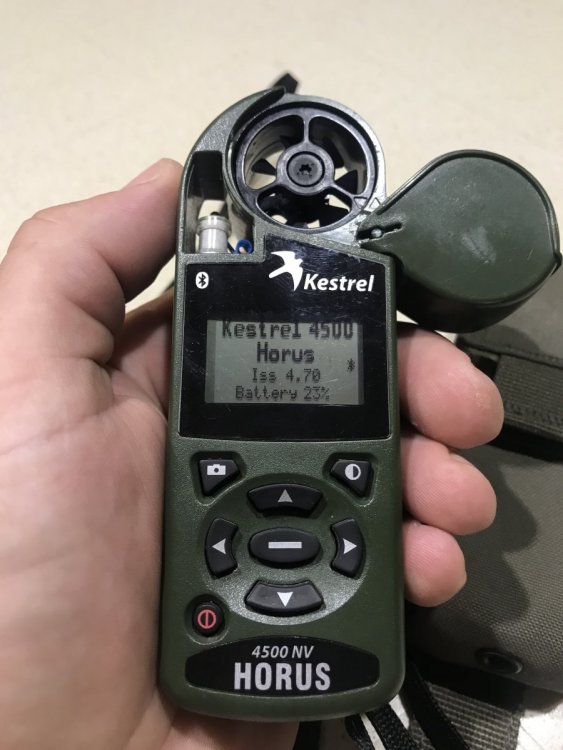 Kestrel
Kestrel 4500
Horus
Iss 4.70
Battery 23%
4500 NV
HORUS